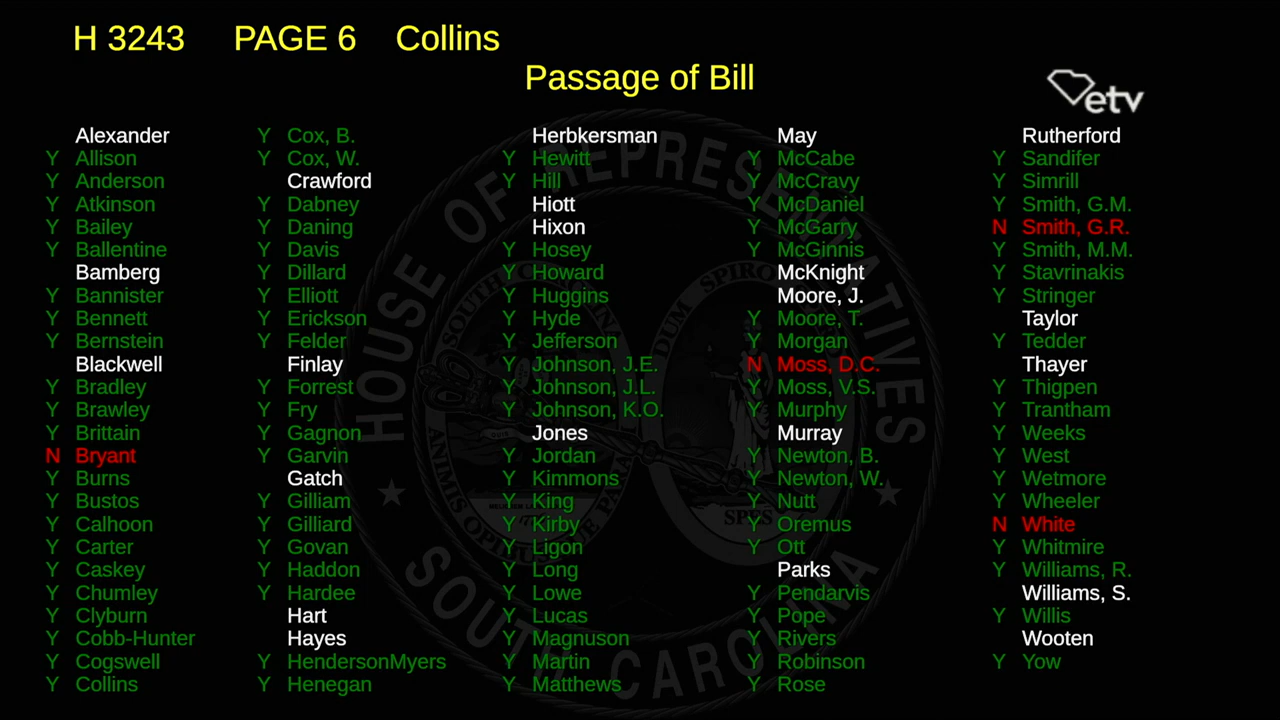 H 3243 PAGE 6 Collins
Passage of Bill
etv
Alexander
Y Allison
Y Anderson
Y Atkinson
Y Bailey
Y Ballentine
Bamberg
Y Bannister
Y Bennett
Y Bernstein
Blackwell
Y Bradley
Y Brawley
Y Brittain
N Bryant
Y Burns
Y Bustos
Y Calhoon
Y Carter
Y Caskey
Y Chumley
Y Clyburn
Y Cobb-Hunter
Y Cogswell
Y Collins
Y Cox, B.
Y Cox, W.
Crawford
Y Dabney
Y Daning
Y Davis
Y Dillard
Y Elliott
Y Erickson
Y Felder
Finlay
Y Forrest
Y Fry
Y Gagnon
Y Garvin
Gatch
Y Gilliam
Y Gilliard
Y Govan
Y Haddon
Y Hardee
Hart
Hayes
Y HendersonMyers
Y Henegan
Herbkersman
Y Hewitt
Y Hill
Hiott
Hixon
Y Hosey
Y Howard
Y Huggins
Y Hyde
Y Jefferson
Y Johnson, J.E.
Y Johnson, J.L.
Y Johnson, K.O.
Jones
Y Jordan
Y Kimmons
Y King
Y Kirby
Y Ligon
Y Long
Y Lowe
Y Lucas
Y Magnuson
Y Martin
Y Matthews
May
Y McCabe
Y McCravy
Y McDaniel
Y McGarry
Y McGinnis
McKnight
Moore, J.
Y Moore, T.
Y Morgan
N Moss, D.C.
Y Moss, V.S.
Y Murphy
Murray
Y Newton, B.
Y Newton, W.
Y Nutt
Y Oremus
Y Ott
Parks
Y Pendarvis
Y Pope
Y Rivers
Y Robinson
Y Rose
Rutherford
Y Sandifer
Y Simrill
Y Smith, G.M.
N Smith, G.R.
Y Smith, M.M.
Y Stavrinakis
Y Stringer
Taylor
Y Tedder
Thayer
Y Thigpen
Y Trantham
Y Weeks
Y West
Y Wetmore
Y Wheeler
N White
Y Whitmire
Y Williams, R.
Williams, S.
Y Willis
Wooten
Y Yow
HOUSE OF REPRESENTATIVES
SOUTH CAROLINA
SPES